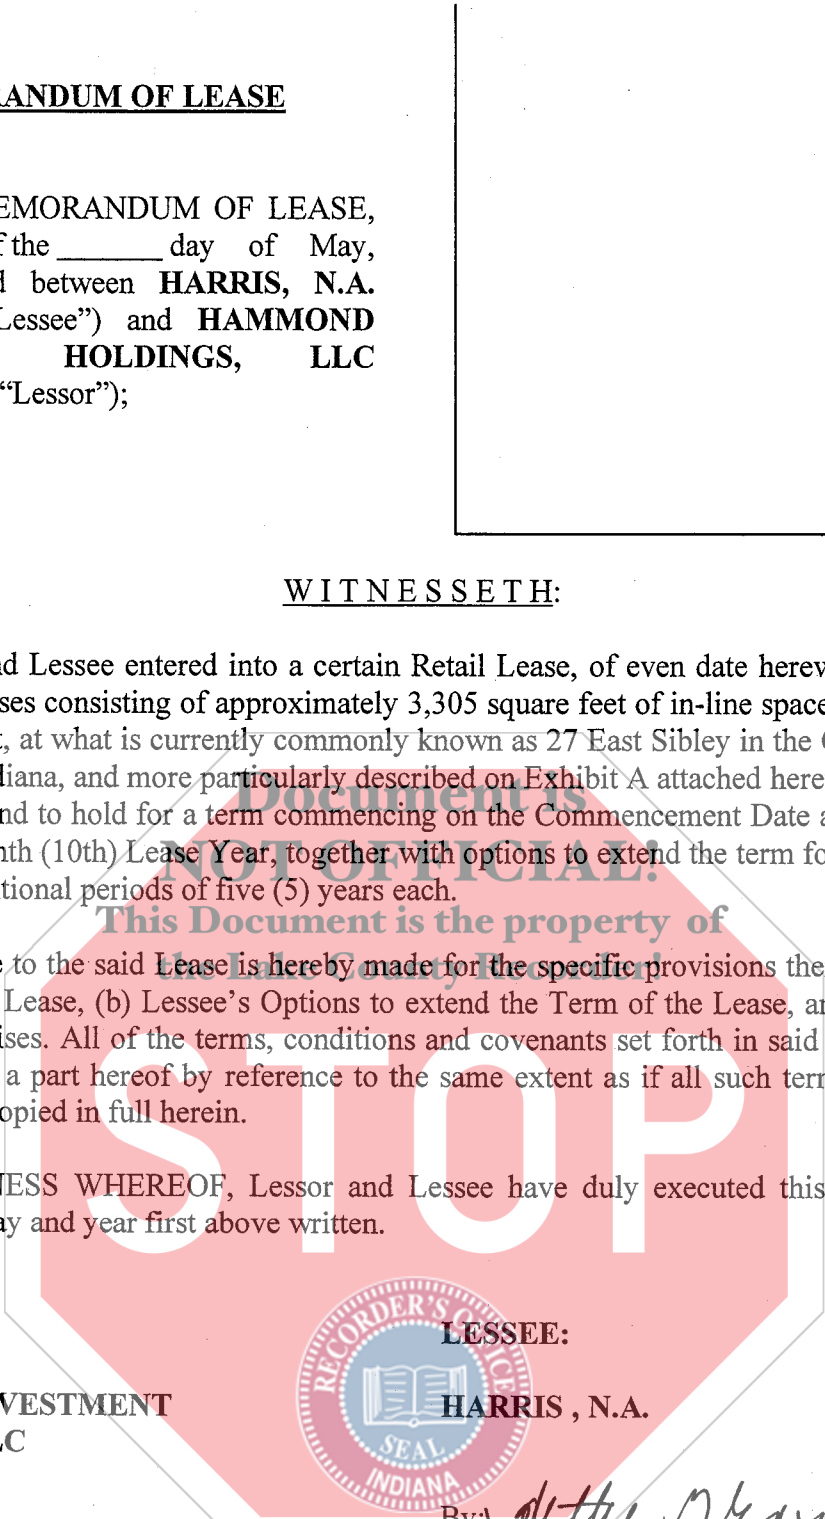 RANDUM OF LEASE
EMORANDUM OF LEASE,
f the ______ day of May,
d between HARRIS, N.A.
Lessee”) and HAMMOND
HOLDINGS, LLC
“Lessor”);
W I T N E S S E T H:
nd Lessee entered into a certain Retail Lease, of even date herew
ses consisting of approximately 3,305 square feet of in-line space
t, at what is currently commonly known as 27 East Sibley in the C
diana, and more particularly described on Exhibit A attached here
nd to hold for a term commencing on the Commencement Date a
nth (10th) Lease Year, together with options to extend the term fo
tional periods of five (5) years each.
Document is
NOT OFFICIAL!
This Document is the property of
the Lake County Recorder!
e to the said Lease is hereby made for the specific provisions the
Lease, (b) Lessee’s Options to extend the Term of the Lease, an
ises. All of the terms, conditions and covenants set forth in said
a part hereof by reference to the same extent as if all such term
opied in full herein.
STOP
NESS WHEREOF, Lessor and Lessee have duly executed this
ay and year first above written.
LESSEE:
VESTMENT
LC
HARRIS , N.A.
RECORDER'S OFFICE
SEAL
INDIANA
By: